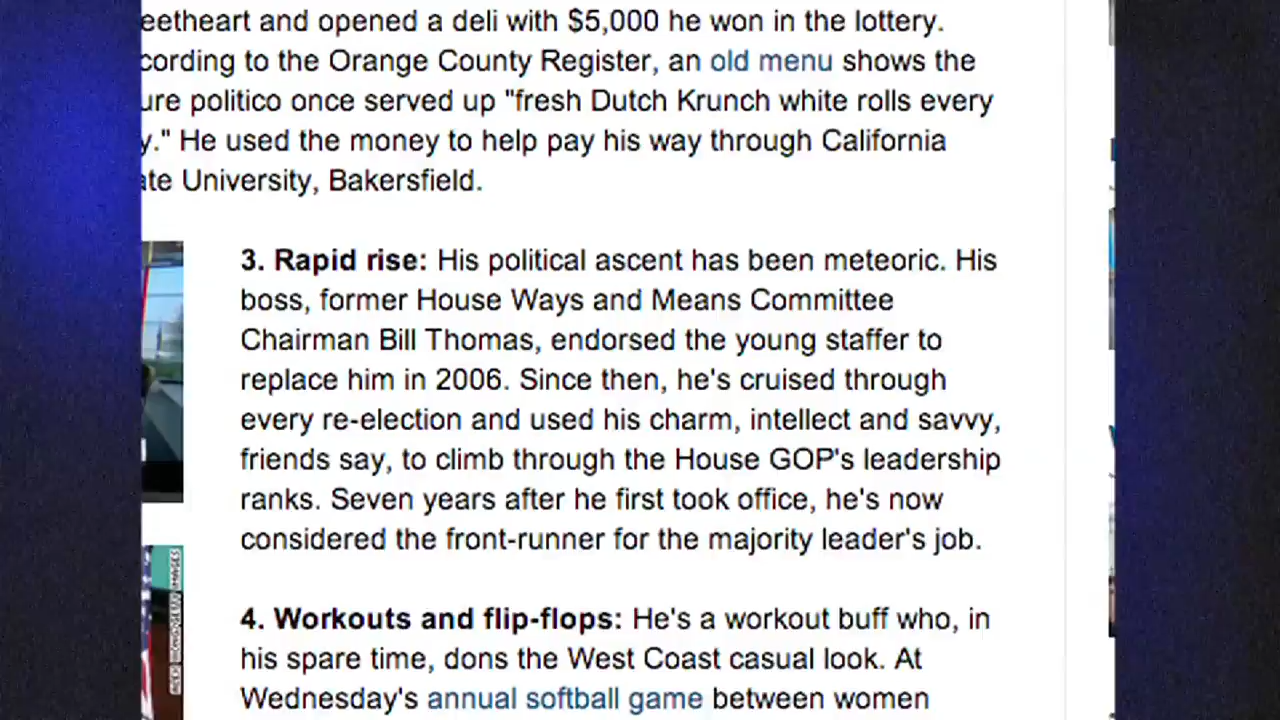 eetheart and opened a deli with $5,000 he won in the lottery.
cording to the Orange County Register, an old menu shows the
ure politico once served up "fresh Dutch Krunch white rolls every
y." He used the money to help pay his way through California
ate University, Bakersfield.
3. Rapid rise: His political ascent has been meteoric. His
boss, former House Ways and Means Committee
Chairman Bill Thomas, endorsed the young staffer to
replace him in 2006. Since then, he's cruised through
every re-election and used his charm, intellect and savvy,
friends say, to climb through the House GOP's leadership
ranks. Seven years after he first took office, he's now
considered the front-runner for the majority leader's job.
4. Workouts and flip-flops: He's a workout buff who, in
his spare time, dons the West Coast casual look. At
Wednesday's annual softball game between women